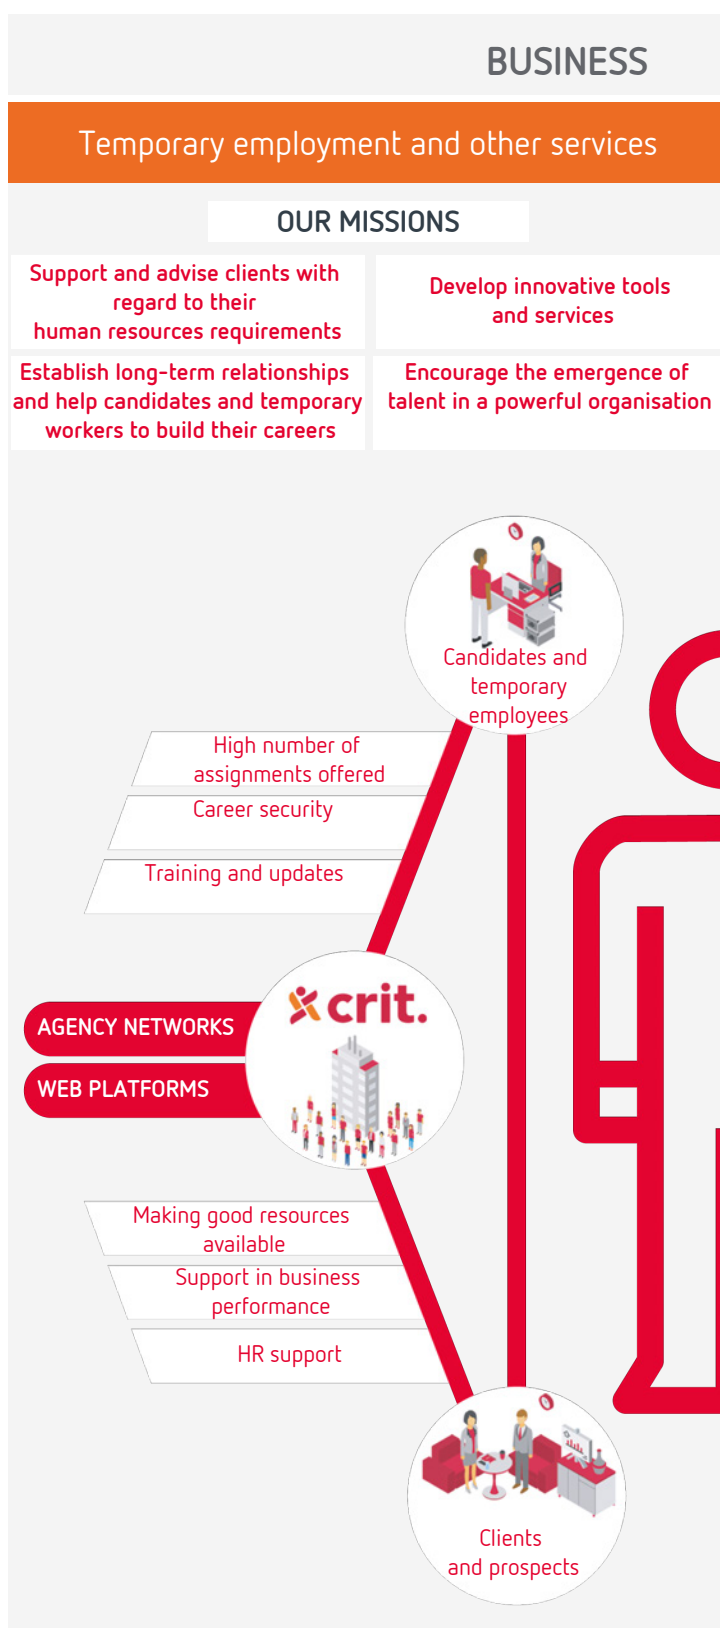 BUSINESS
Temporary employment and other services
OUR MISSIONS
Support and advise clients with
regard to their
human resources requirements
Develop innovative tools
and services
Establish long-term relationships
and help candidates and temporary
workers to build their careers
Encourage the emergence of
talent in a powerful organisation
Candidates and
temporary
employees
High number of
assignments offered
Career security
Training and updates
crit.
AGENCY NETWORKS
WEB PLATFORMS
Making good resources
available
Support in business
performance
HR support
Clients
and prospects